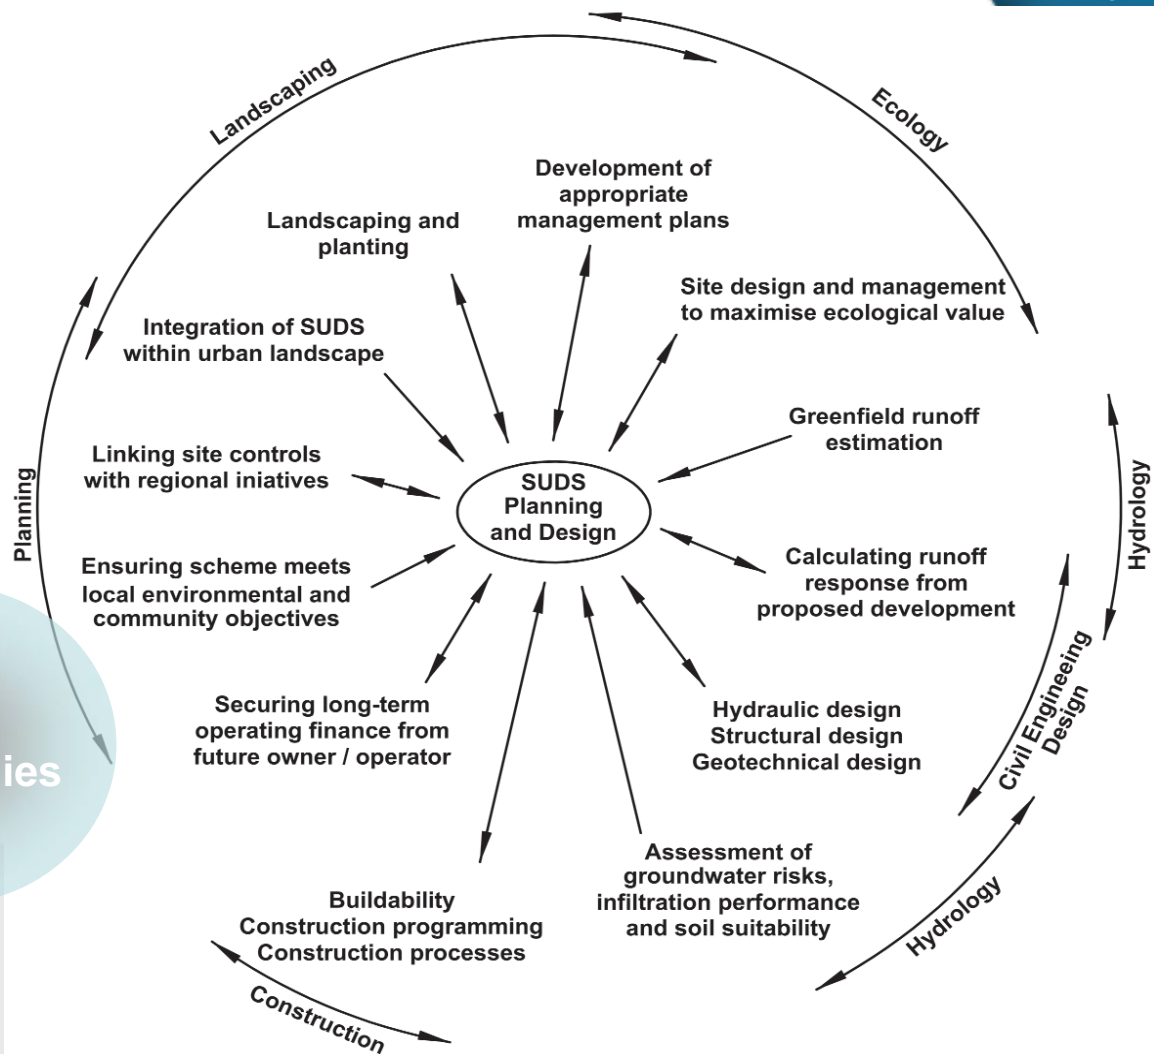 Landscaping
Ecology
Development of
appropriate
management plans
Landscaping and
planting
Site design and management
to maximise ecological value
Integration of SUDS
within urban landscape
Greenfield runoff
estimation
Linking site controls
with regional iniatives
SUDS
Planning
and Design
Planning
Hydrology
Ensuring scheme meets
local environmental and
community objectives
Calculating runoff
response from
proposed development
Securing long-term
operating finance from
future owner / operator
Hydraulic design
Structural design
Geotechnical design
Civil Engineeing
Design
ies
Assessment of
groundwater risks,
infiltration performance
and soil suitability
Hydrology
Buildability
Construction programming
Construction processes
Construction